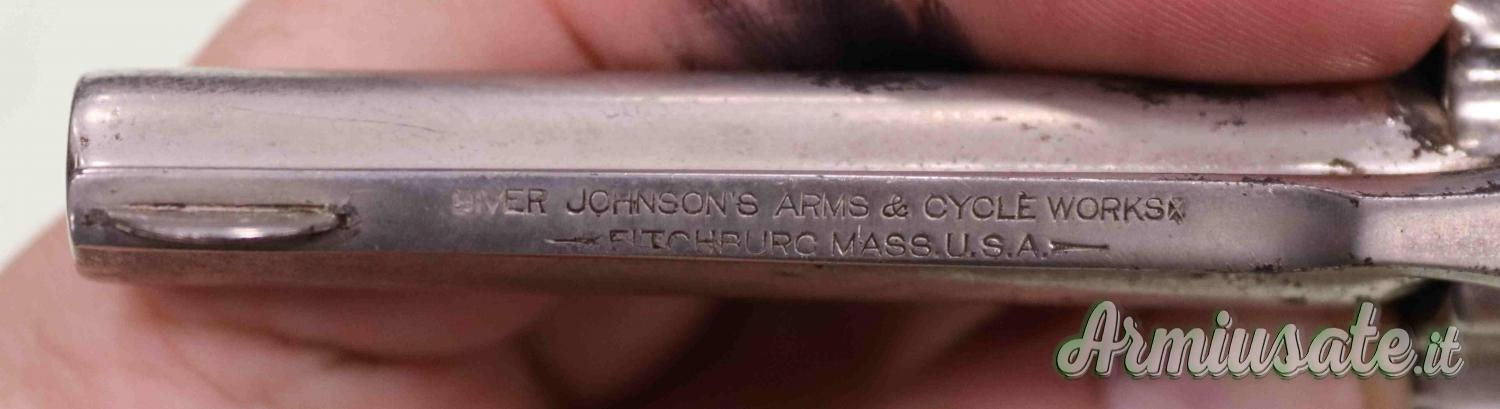 IVER JOHNSON'S ARMS & CYCLE WORKS
FITCHBURG MASS. U.S.A.
Armiusate.it